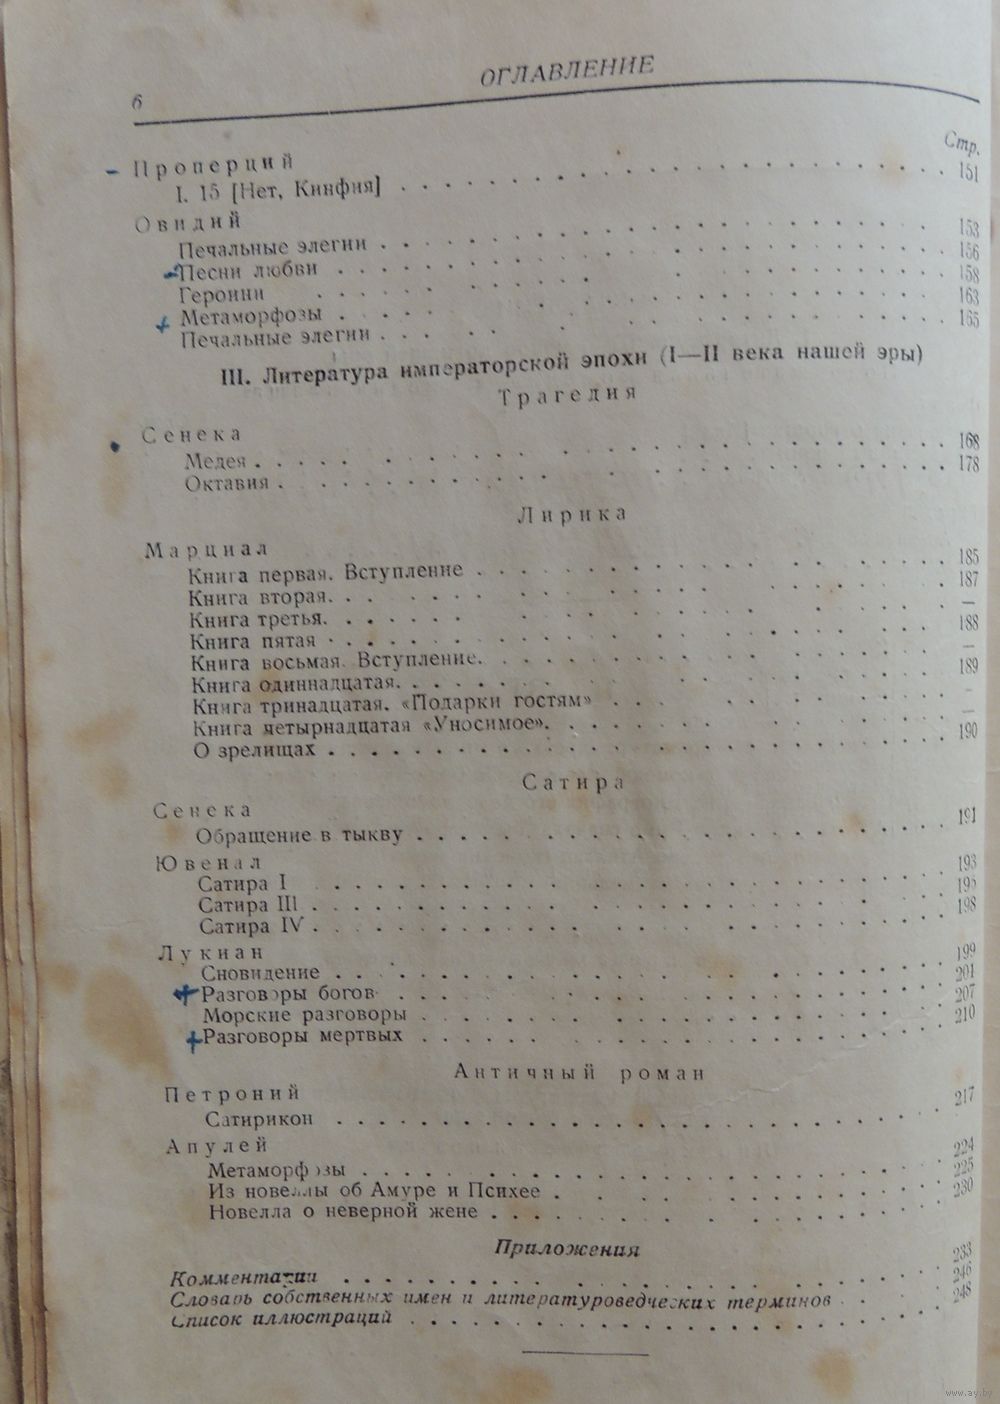 ОГЛАВЛЕНИЕ
6
Стр.
Проперций
I. 15 [Нет, Кинфия] . . . 151
Овидий
Печальные элегии . . . 153
Песни любви . . . 156
Героини . . . 158
Метаморфозы . . . 163
Печальные элегии . . . 165
III. Литература императорской эпохи (I—II века нашей эры)
Трагедия
Сенека
Медея . . . 168
Октавия . . . 178
Лирика
Марциал
Книга первая. Вступление . . . 185
Книга вторая. . . . 187
Книга третья. . . . —
Книга пятая . . . 188
Книга восьмая. Вступление. . . . —
Книга одиннадцатая. . . . 189
Книга тринадцатая. «Подарки гостям» . . . -
Книга четырнадцатая «Уносимое». . . . —
О зрелищах . . . 190
Сатира
Сенека
Обращение в тыкву . . . 191
Ювенал
Сатира I . . . 193
Сатира III . . . 195
Сатира IV . . . 198
Лукиан
Сновидение . . . 199
Разговоры богов . . . 201
Морские разговоры . . . 207
Разговоры мертвых . . . 210
Античный роман
Петроний
Сатирикон . . . 217
Апулей
Метаморфозы . . . 224
Из новеллы об Амуре и Психее . . . 225
Новелла о неверной жене . . . 230
Приложения
Комментарии . . . 233
Словарь собственных имен и литературоведческих терминов . . . 246
Список иллюстраций . . . 248
www.ay.by